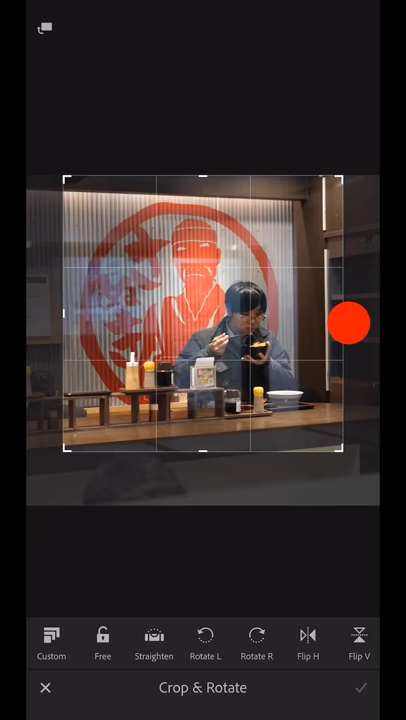 Custom
Free
Straighten
Rotate L
Rotate R
Flip H
Flip V
Crop & Rotate